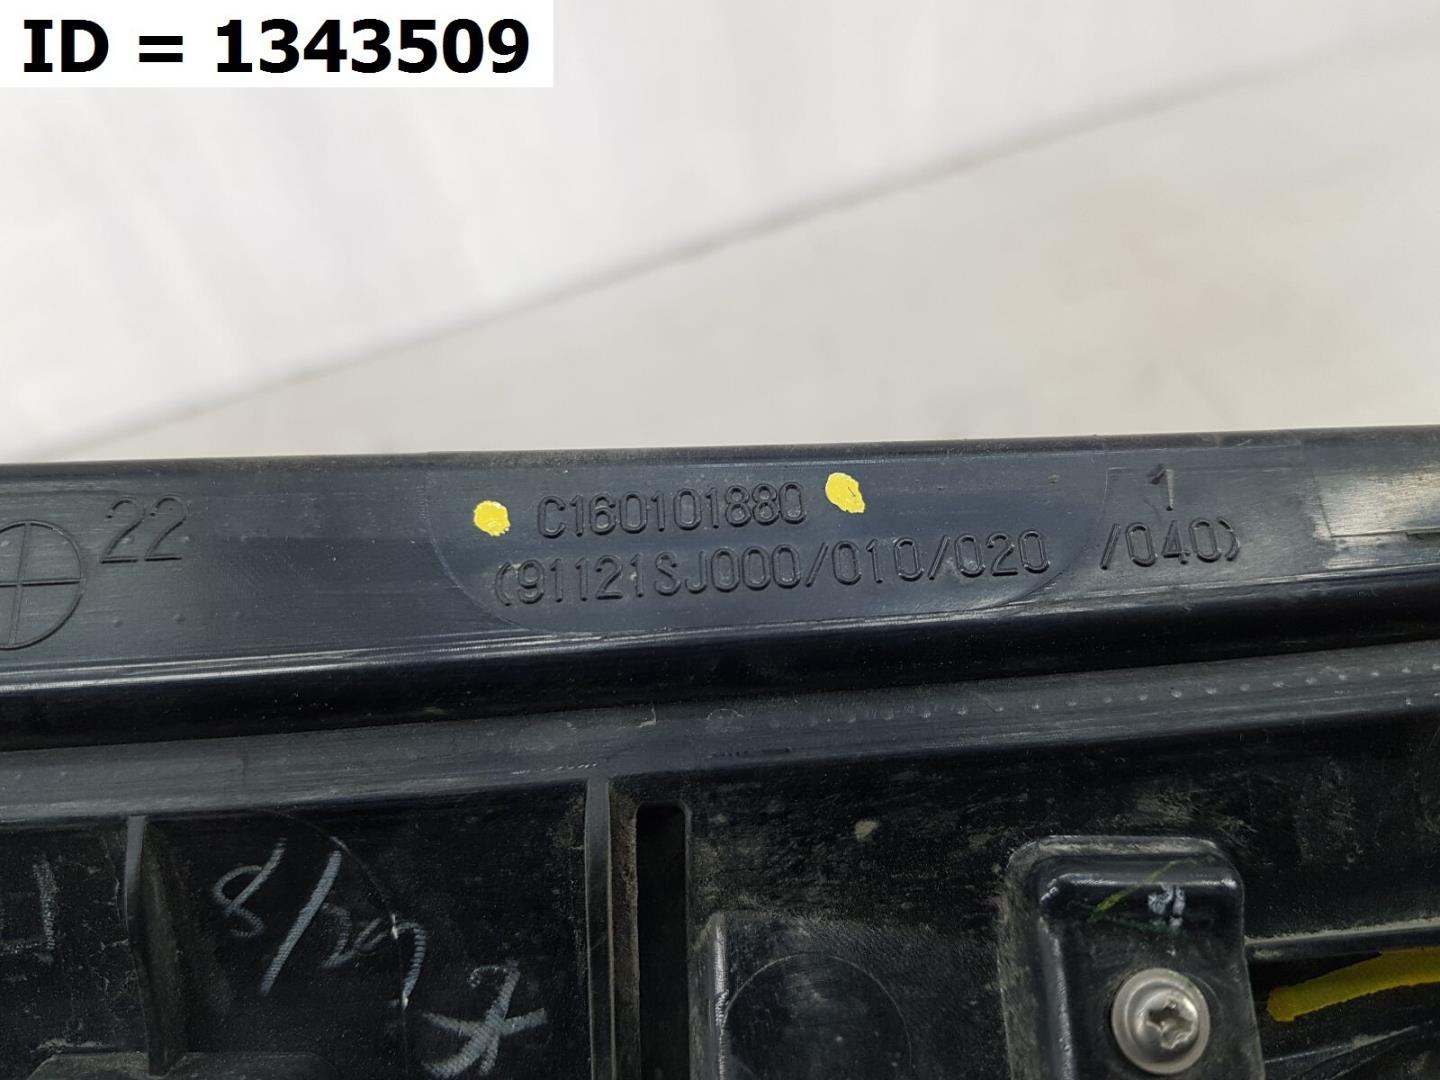 ID = 1343509
22
C160101880
1
(91121SJ000/010/020 /040)